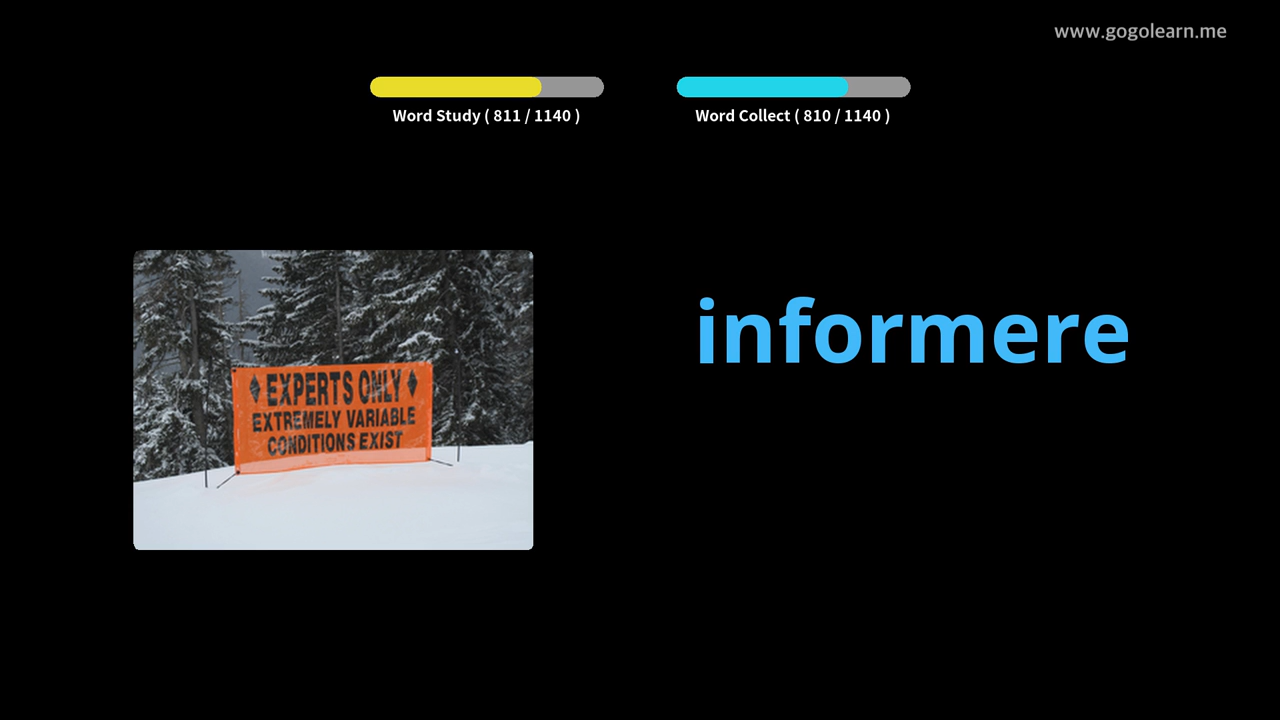 www.gogolearn.me
Word Study ( 811 / 1140 )
Word Collect ( 810 / 1140 )
EXPERTS ONLY
EXTREMELY VARIABLE
CONDITIONS EXIST
informere